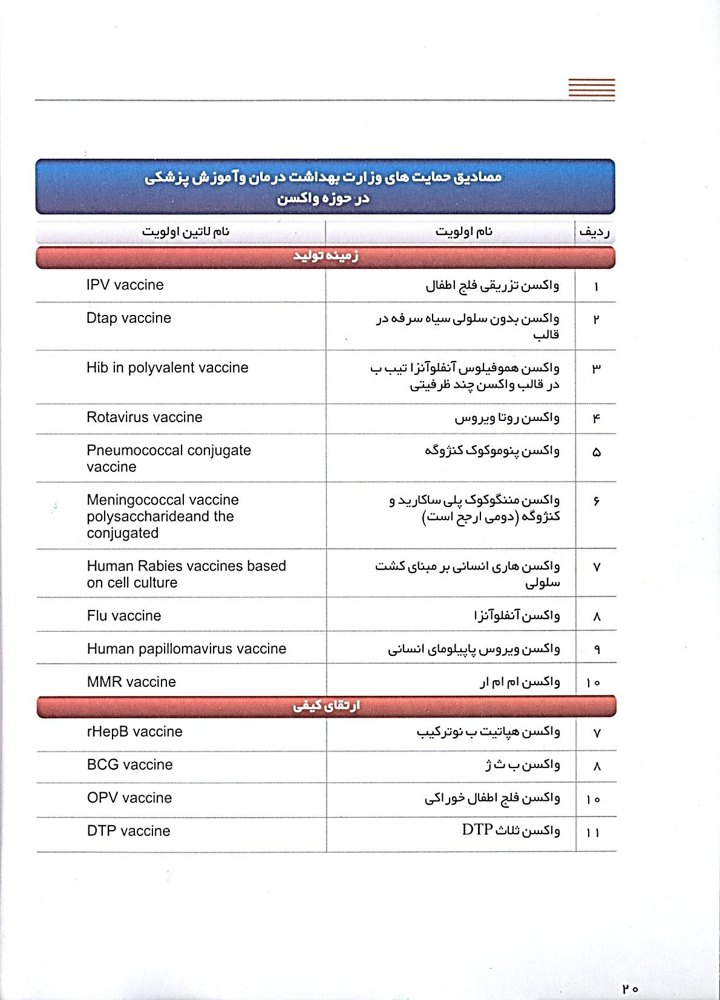 مصادیق حمایت های وزارت بهداشت درمان وآموزش پزشکی
در حوزه واکسن
ردیف نام اولویت نام لاتین اولویت
زمینه تولید
۱ واکسن تزریقی فلج اطفال IPV vaccine
۲ واکسن بدون سلولی سیاه سرفه در Dtap vaccine
قالب
۳ واکسن هموفیلوس آنفلوآنزا تیب ب Hib in polyvalent vaccine
در قالب واکسن چند ظرفیتی
۴ واکسن روتا ویروس Rotavirus vaccine
۵ واکسن پنوموکوک کنژوگه Pneumococcal conjugate
vaccine
۶ واکسن مننگوکوک پلی ساکارید و Meningococcal vaccine
کنژوگه (دومی ارجح است) polysaccharideand the
conjugated
۷ واکسن هاری انسانی بر مبنای کشت Human Rabies vaccines based
سلولی on cell culture
۸ واکسن آنفلوآنزا Flu vaccine
۹ واکسن ویروس پاپیلومای انسانی Human papillomavirus vaccine
۱۰ واکسن ام ام ار MMR vaccine
ارتقای کیفی
۷ واکسن هپاتیت ب نوترکیب rHepB vaccine
۸ واکسن ب ث ژ BCG vaccine
۱۰ واکسن فلج اطفال خوراکی OPV vaccine
۱۱ واکسن ثلاث DTP DTP vaccine
۲۰